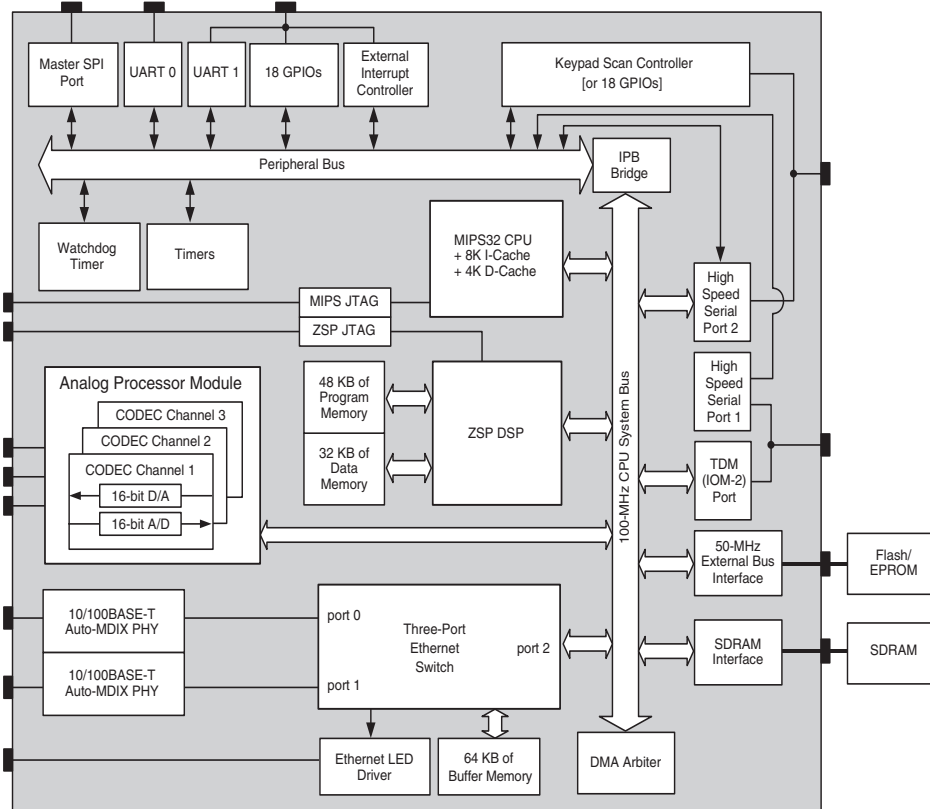 Master SPI
Port
UART 0
UART 1
18 GPIOs
External
Interrupt
Controller
Keypad Scan Controller
[or 18 GPIOs]
Peripheral Bus
IPB
Bridge
Watchdog
Timer
Timers
MIPS32 CPU
+ 8K I-Cache
+ 4K D-Cache
High
Speed
Serial
Port 2
MIPS JTAG
ZSP JTAG
Analog Processor Module
CODEC Channel 3
CODEC Channel 2
CODEC Channel 1
16-bit D/A
16-bit A/D
48 KB of
Program
Memory
32 KB of
Data
Memory
ZSP DSP
100-MHz CPU System Bus
High
Speed
Serial
Port 1
TDM
(IOM-2)
Port
50-MHz
External Bus
Interface
Flash/
EPROM
10/100BASE-T
Auto-MDIX PHY
10/100BASE-T
Auto-MDIX PHY
port 0
Three-Port
Ethernet
Switch
port 2
port 1
SDRAM
Interface
SDRAM
Ethernet LED
Driver
64 KB of
Buffer Memory
DMA Arbiter